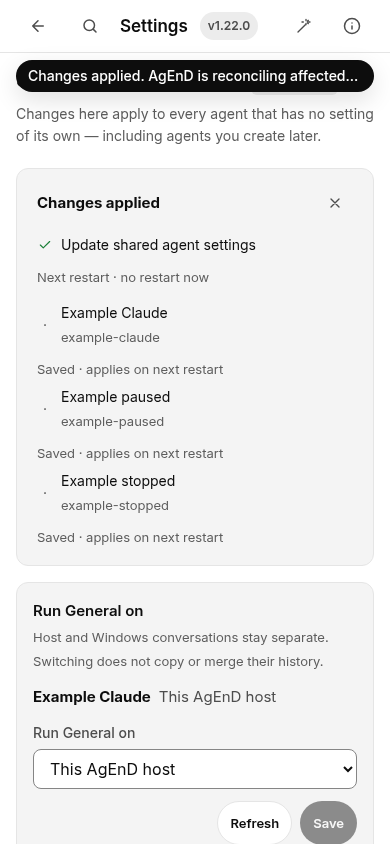 Settings v1.22.0
Changes applied. AgEnD is reconciling affected…
Changes here apply to every agent that has no setting
of its own — including agents you create later.
Changes applied
Update shared agent settings
Next restart · no restart now
Example Claude
example-claude
Saved · applies on next restart
Example paused
example-paused
Saved · applies on next restart
Example stopped
example-stopped
Saved · applies on next restart
Run General on
Host and Windows conversations stay separate.
Switching does not copy or merge their history.
Example Claude This AgEnD host
Run General on
This AgEnD host
Refresh Save